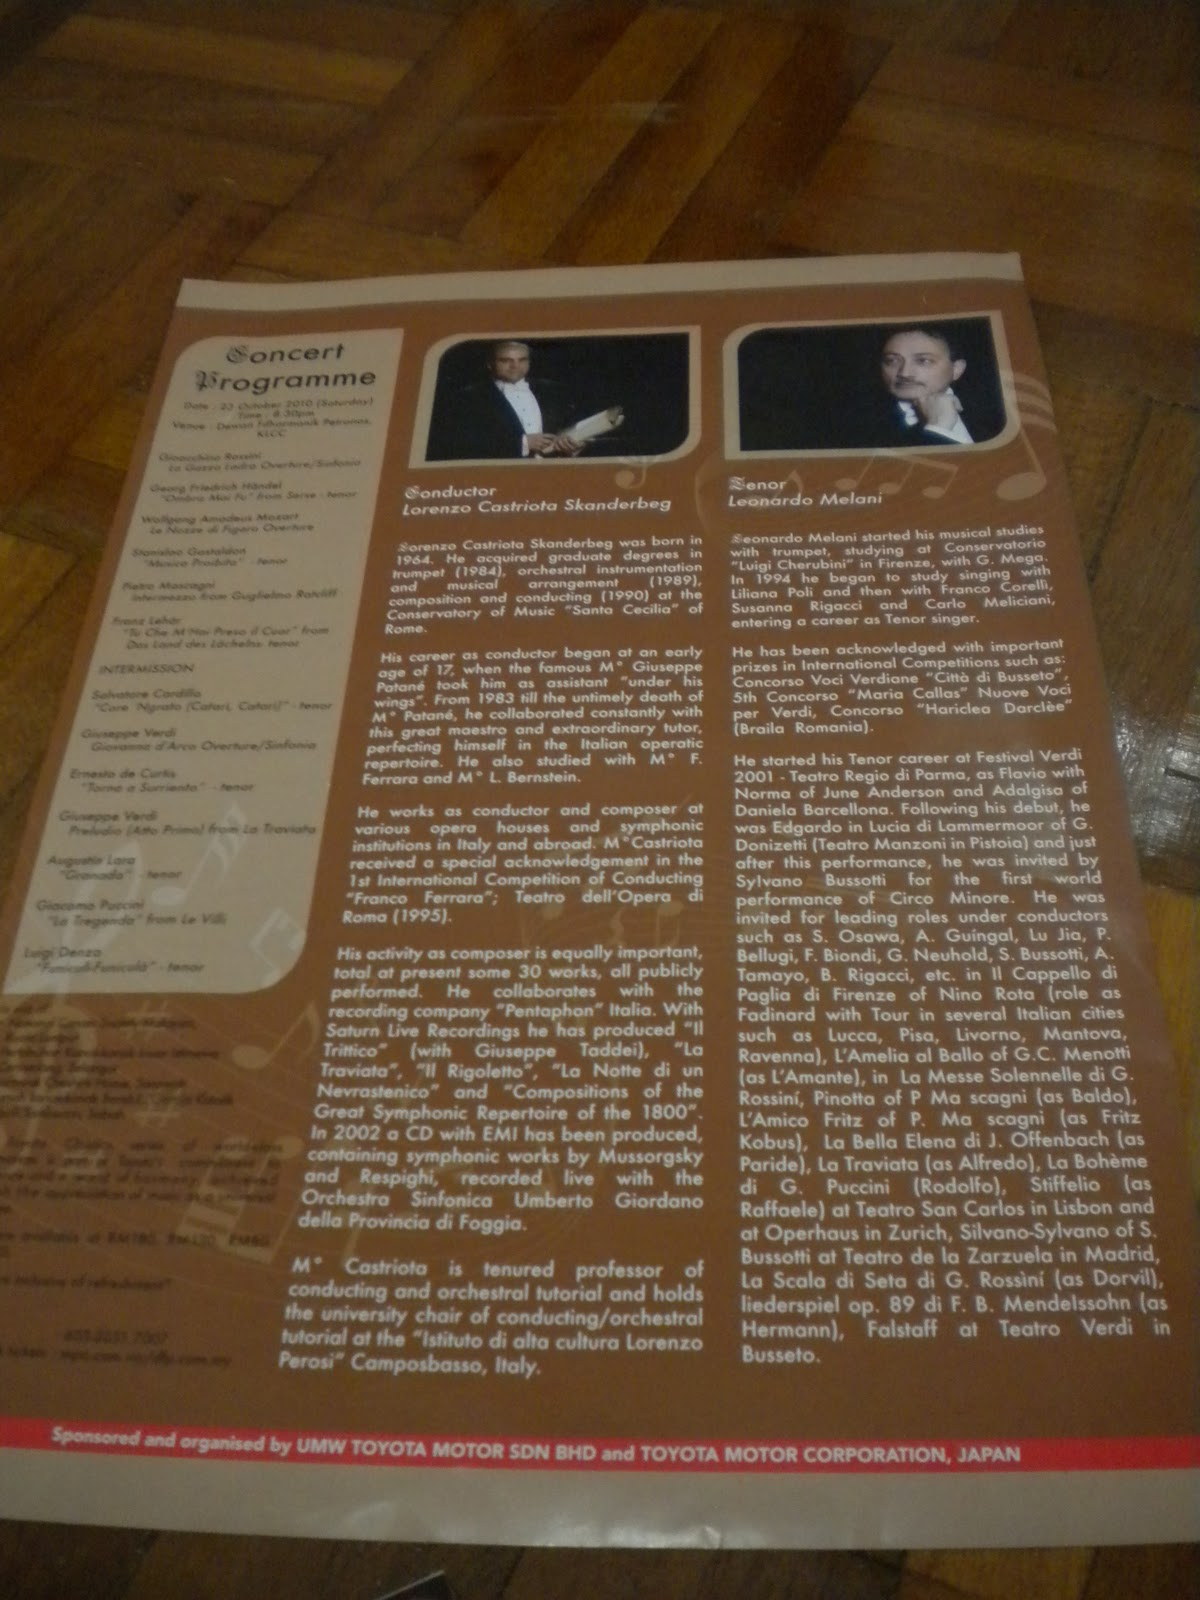 Concert
Programme
Date : 23 October 2010 (Saturday)
Time : 8.30pm
Venue : Dewan Filharmonik Petronas,
KLCC
Gioacchino Rossini
La Gazza Ladra Overture/Sinfonia
Georg Friedrich Händel
"Ombra Mai Fu" from Serse - tenor
Wolfgang Amadeus Mozart
Le Nozze di Figaro Overture
Stanislao Gastaldon
"Musica Proibita" - tenor
Pietro Mascagni
Intermezzo from Guglielmo Ratcliff
Franz Lehár
"Tu Che M'Hai Preso il Cuor" from
Das Land des Lächelns- tenor
INTERMISSION
Salvatore Cardillo
"Core 'Ngrato (Catari, Catari)" - tenor
Giuseppe Verdi
Giovanna d'Arco Overture/Sinfonia
Ernesto de Curtis
"Torna a Surriento" - tenor
Giuseppe Verdi
Preludio (Atto Primo) from La Traviata
Augustin Lara
"Granada" - tenor
Giacomo Puccini
"La Tregenda" from Le Villi
Luigi Denza
"Funiculi-Funiculà" - tenor
Conductor
Lorenzo Castriota Skanderbeg
Lorenzo Castriota Skanderbeg was born in
1964. He acquired graduate degrees in
trumpet (1984), orchestral instrumentation
and musical arrangement (1989),
composition and conducting (1990) at the
Conservatory of Music "Santa Cecilia" of
Rome.
His career as conductor began at an early
age of 17, when the famous M° Giuseppe
Patané took him as assistant "under his
wings". From 1983 till the untimely death of
M° Patané, he collaborated constantly with
this great maestro and extraordinary tutor,
perfecting himself in the Italian operatic
repertoire. He also studied with M° F.
Ferrara and M° L. Bernstein.
He works as conductor and composer at
various opera houses and symphonic
institutions in Italy and abroad. M°Castriota
received a special acknowledgement in the
1st International Competition of Conducting
"Franco Ferrara"; Teatro dell'Opera di
Roma (1995).
His activity as composer is equally important,
total at present some 30 works, all publicly
performed. He collaborates with the
recording company "Pentaphon" Italia. With
Saturn Live Recordings he has produced "Il
Trittico" (with Giuseppe Taddei), "La
Traviata", "Il Rigoletto", "La Notte di un
Nevrastenico" and "Compositions of the
Great Symphonic Repertoire of the 1800".
In 2002 a CD with EMI has been produced,
containing symphonic works by Mussorgsky
and Respighi, recorded live with the
Orchestra Sinfonica Umberto Giordano
della Provincia di Foggia.
M° Castriota is tenured professor of
conducting and orchestral tutorial and holds
the university chair of conducting/orchestral
tutorial at the "Istituto di alta cultura Lorenzo
Perosi" Camposbasso, Italy.
Tenor
Leonardo Melani
Leonardo Melani started his musical studies
with trumpet, studying at Conservatorio
"Luigi Cherubini" in Firenze, with G. Mega.
In 1994 he began to study singing with
Liliana Poli and then with Franco Corelli,
Susanna Rigacci and Carlo Meliciani,
entering a career as Tenor singer.
He has been acknowledged with important
prizes in International Competitions such as:
Concorso Voci Verdiane "Città di Busseto",
5th Concorso "Maria Callas" Nuove Voci
per Verdi, Concorso "Hariclea Darclèe"
(Braila Romania).
He started his Tenor career at Festival Verdi
2001 - Teatro Regio di Parma, as Flavio with
Norma of June Anderson and Adalgisa of
Daniela Barcellona. Following his debut, he
was Edgardo in Lucia di Lammermoor of G.
Donizetti (Teatro Manzoni in Pistoia) and just
after this performance, he was invited by
Sylvano Bussotti for the first world
performance of Circo Minore. He was
invited for leading roles under conductors
such as S. Osawa, A. Guíngal, Lu Jia, P.
Bellugi, F. Biondi, G. Neuhold, S. Bussotti, A.
Tamayo, B. Rigacci, etc. in Il Cappello di
Paglia di Firenze of Nino Rota (role as
Fadinard with Tour in several Italian cities
such as Lucca, Pisa, Livorno, Mantova,
Ravenna), L'Amelia al Ballo of G.C. Menotti
(as L'Amante), in La Messe Solennelle di G.
Rossini, Pinotta of P Ma scagni (as Baldo),
L'Amico Fritz of P. Ma scagni (as Fritz
Kobus), La Bella Elena di J. Offenbach (as
Paride), La Traviata (as Alfredo), La Bohème
di G. Puccini (Rodolfo), Stiffelio (as
Raffaele) at Teatro San Carlos in Lisbon and
at Operhaus in Zurich, Silvano-Sylvano of S.
Bussotti at Teatro de la Zarzuela in Madrid,
La Scala di Seta di G. Rossini (as Dorvil),
liederspiel op. 89 di F. B. Mendelssohn (as
Hermann), Falstaff at Teatro Verdi in
Busseto.
Sponsored and organised by UMW TOYOTA MOTOR SDN BHD and TOYOTA MOTOR CORPORATION, JAPAN